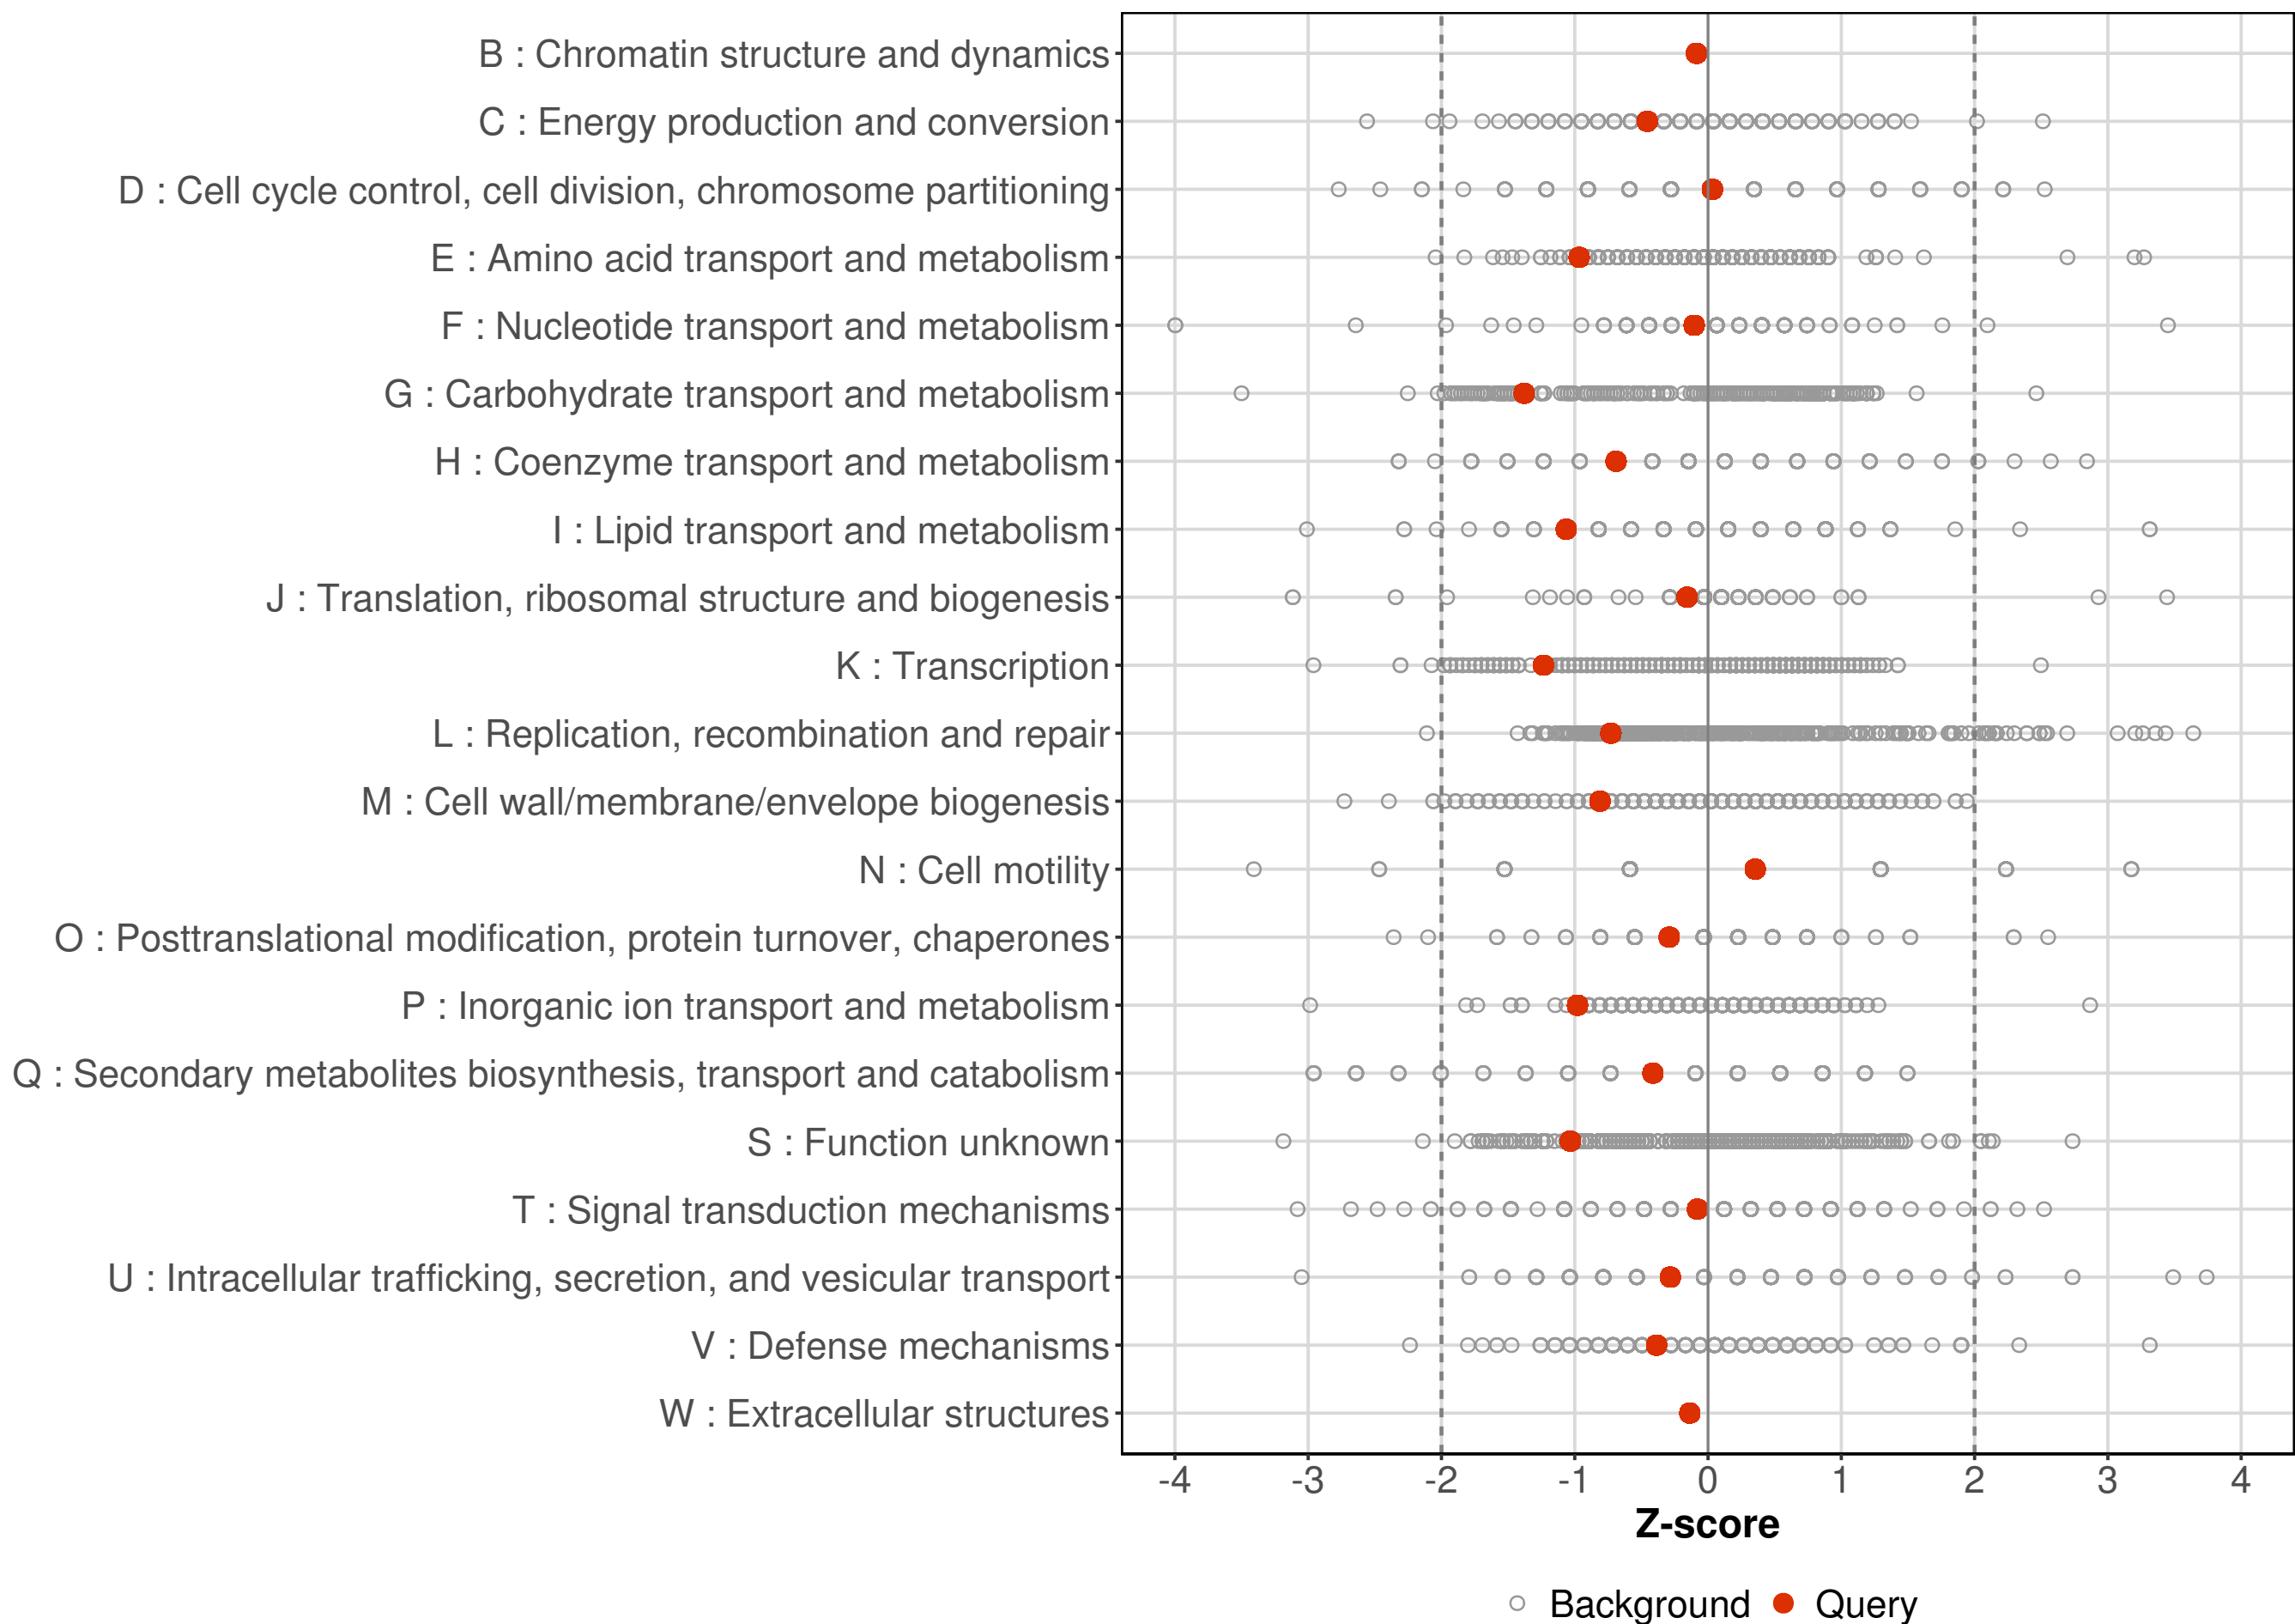 B : Chromatin structure and dynamics
C : Energy production and conversion
D : Cell cycle control, cell division, chromosome partitioning
E : Amino acid transport and metabolism
F : Nucleotide transport and metabolism
G : Carbohydrate transport and metabolism
H : Coenzyme transport and metabolism
I : Lipid transport and metabolism
J : Translation, ribosomal structure and biogenesis
K : Transcription
L : Replication, recombination and repair
M : Cell wall/membrane/envelope biogenesis
N : Cell motility
O : Posttranslational modification, protein turnover, chaperones
P : Inorganic ion transport and metabolism
Q : Secondary metabolites biosynthesis, transport and catabolism
S : Function unknown
T : Signal transduction mechanisms
U : Intracellular trafficking, secretion, and vesicular transport
V : Defense mechanisms
W : Extracellular structures
-4 -3 -2 -1 0 1 2 3 4
Z-score
Background Query